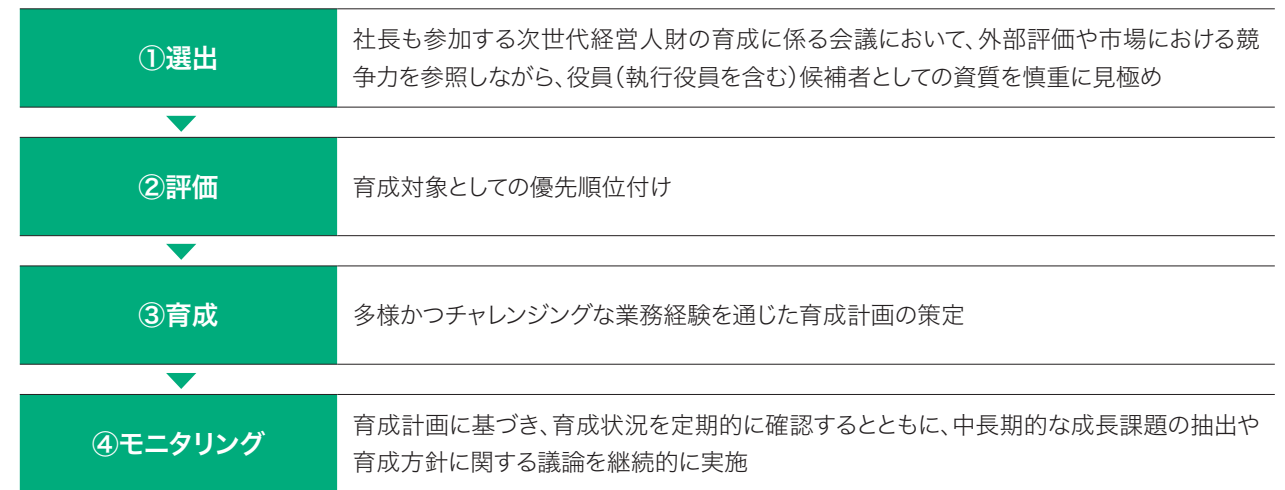 ①選出
社長も参加する次世代経営人財の育成に係る会議において、外部評価や市場における競
争力を参照しながら、役員(執行役員を含む)候補者としての資質を慎重に見極め
②評価
育成対象としての優先順位付け
③育成
多様かつチャレンジングな業務経験を通じた育成計画の策定
④モニタリング
育成計画に基づき、育成状況を定期的に確認するとともに、中長期的な成長課題の抽出や
育成方針に関する議論を継続的に実施